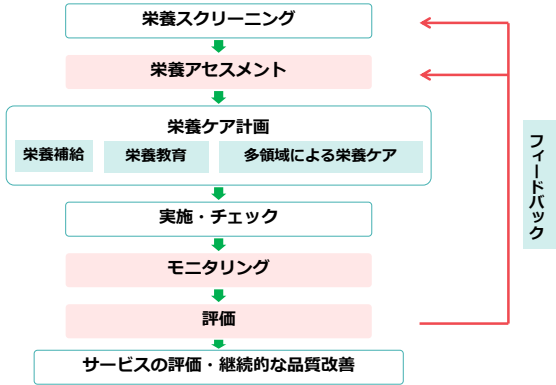 栄養スクリーニング
栄養アセスメント
栄養ケア計画
栄養補給
栄養教育
多領域による栄養ケア
実施・チェック
モニタリング
評価
サービスの評価・継続的な品質改善
フィードバック